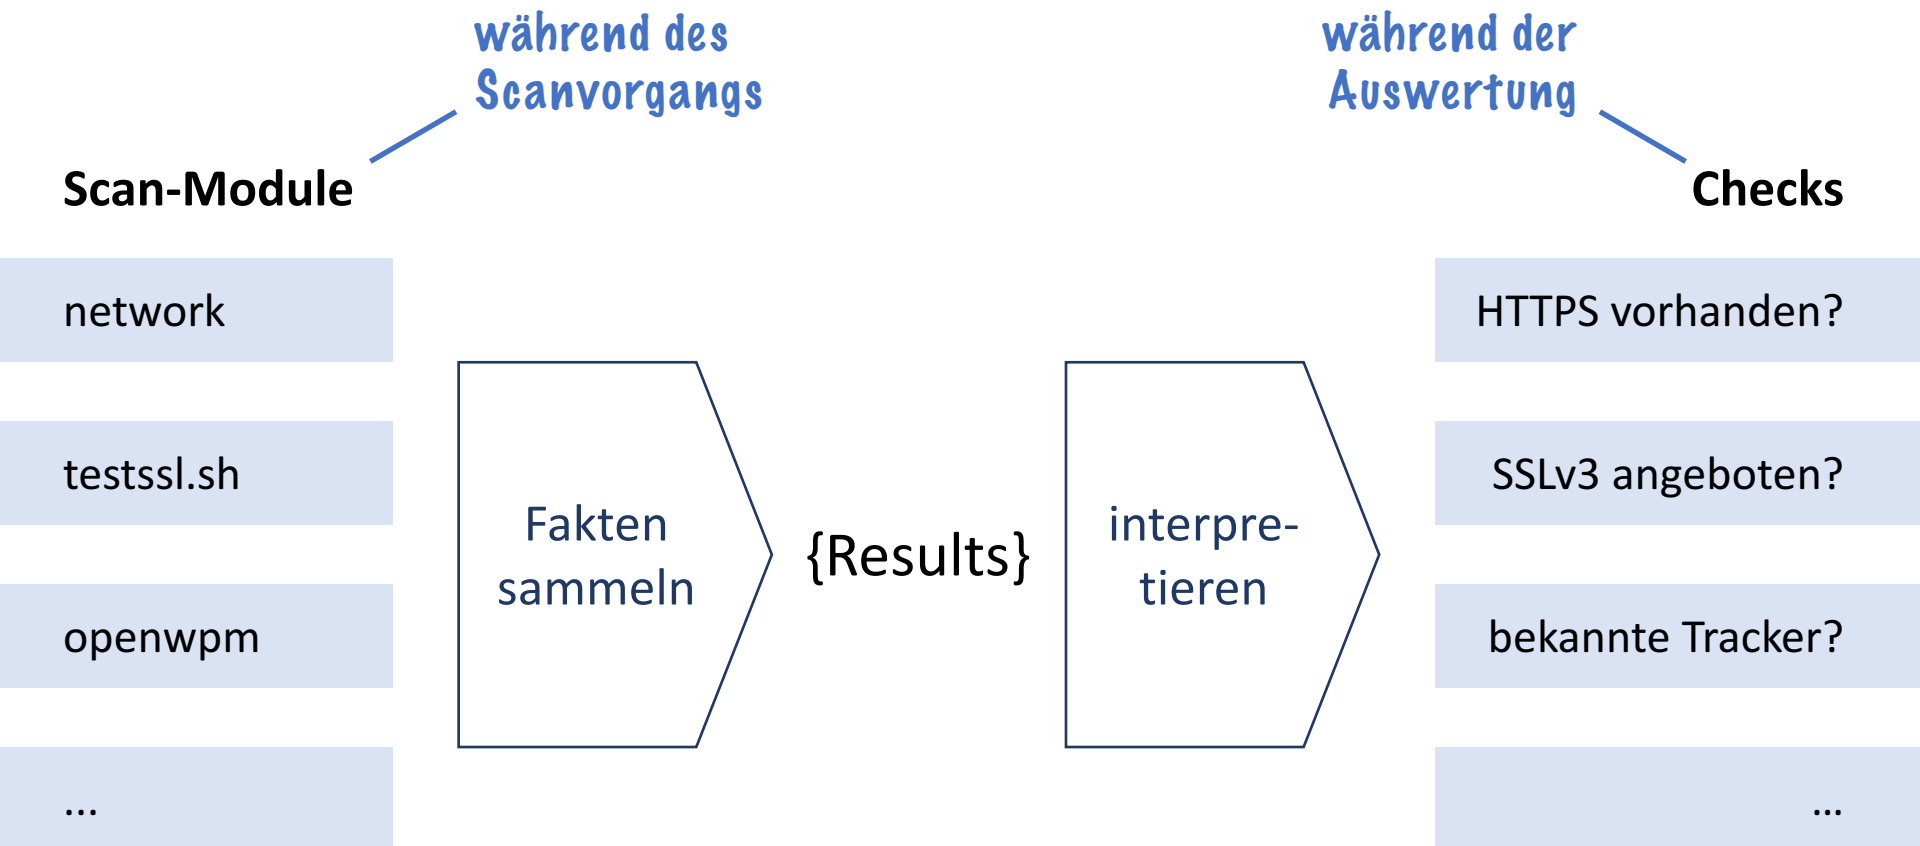 während des
Scanvorgangs
während der
Auswertung
Scan-Module
Checks
network
testssl.sh
openwpm
...
Fakten
sammeln
{Results}
interpre-
tieren
HTTPS vorhanden?
SSLv3 angeboten?
bekannte Tracker?
...